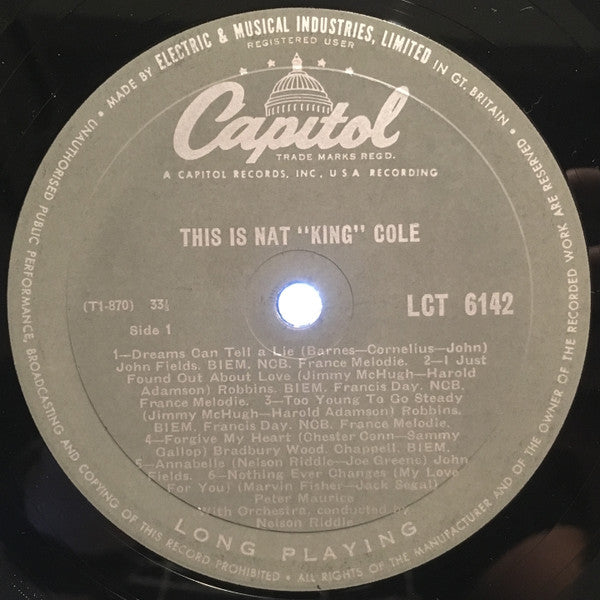 MADE BY ELECTRIC & MUSICAL INDUSTRIES, LIMITED IN GT. BRITAIN •
REGISTERED USER
Capitol
TRADE MARKS REGD.
A CAPITOL RECORDS, INC., U S A RECORDING
THIS IS NAT "KING" COLE
(T1-870) 33⅓
LCT 6142
Side 1
1—Dreams Can Tell a Lie (Barnes—Cornelius—John)
John Fields. BIEM. NCB. France Melodie. 2—I Just
Found Out About Love (Jimmy McHugh—Harold
Adamson) Robbins. BIEM. Francis Day. NCB.
France Melodie. 3—Too Young To Go Steady
(Jimmy McHugh—Harold Adamson) Robbins.
BIEM. Francis Day. NCB. France Melodie.
4—Forgive My Heart (Chester Conn—Sammy
Gallop) Bradbury Wood. Chappell. BIEM.
5—Annabelle (Nelson Riddle—Joe Greene) John
Fields. 6—Nothing Ever Changes (My Love
For You) (Marvin Fisher—Jack Segal)
Peter Maurice
With Orchestra, conducted by
Nelson Riddle
LONG PLAYING
UNAUTHORISED PUBLIC PERFORMANCE, BROADCASTING AND COPYING OF THIS RECORD PROHIBITED • ALL RIGHTS OF THE MANUFACTURER AND OF THE OWNER OF THE RECORDED WORK ARE RESERVED •